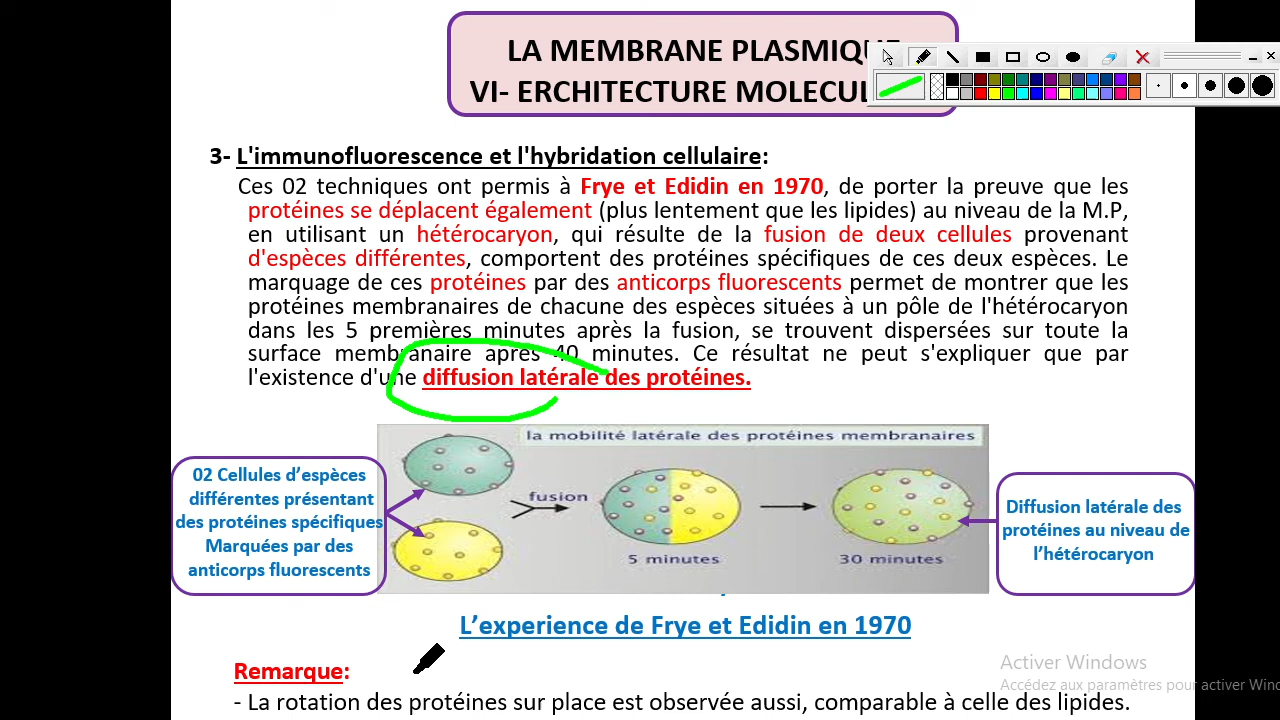 LA MEMBRANE PLASMIQUE
VI- ERCHITECTURE MOLECUL
3- L'immunofluorescence et l'hybridation cellulaire:
Ces 02 techniques ont permis à Frye et Edidin en 1970, de porter la preuve que les
protéines se déplacent également (plus lentement que les lipides) au niveau de la M.P,
en utilisant un hétérocaryon, qui résulte de la fusion de deux cellules provenant
d'espèces différentes, comportent des protéines spécifiques de ces deux espèces. Le
marquage de ces protéines par des anticorps fluorescents permet de montrer que les
protéines membranaires de chacune des espèces situées à un pôle de l'hétérocaryon
dans les 5 premières minutes après la fusion, se trouvent dispersées sur toute la
surface membranaire après 40 minutes. Ce résultat ne peut s'expliquer que par
l'existence d'une diffusion latérale des protéines.
la mobilité latérale des protéines membranaires
02 Cellules d'espèces
différentes présentant
des protéines spécifiques
Marquées par des
anticorps fluorescents
fusion
5 minutes
30 minutes
Diffusion latérale des
protéines au niveau de
l'hétérocaryon
L'experience de Frye et Edidin en 1970
Remarque:
- La rotation des protéines sur place est observée aussi, comparable à celle des lipides.
Activer Windows
Accédez aux paramètres pour activer Wind